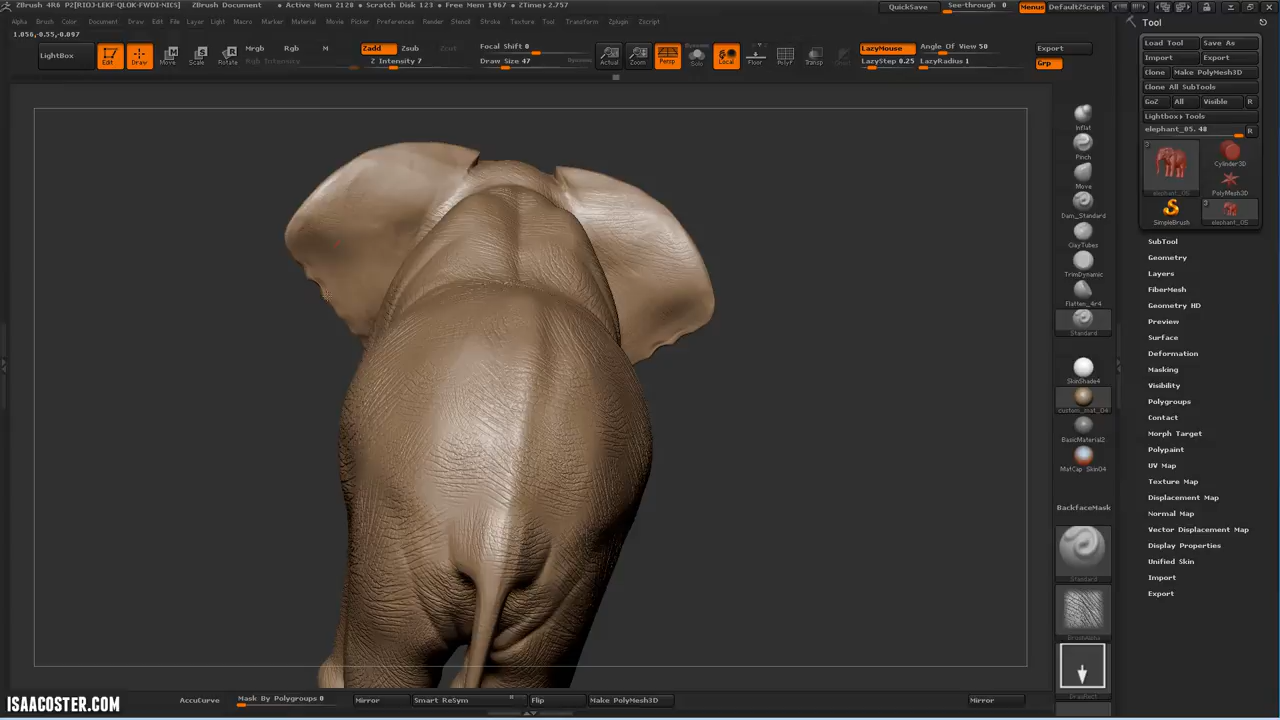 ZBrush 4R6 P2[RIOJ-LEKF-QLOK-FWDI-NIC5] ZBrush Document • Active Mem 2128 • Scratch Disk 123 • Free Mem 1967 • ZTime▸2.757 QuickSave See-through 0 Menus DefaultZScript
Alpha Brush Color Document Draw Edit File Layer Light Macro Marker Material Movie Picker Preferences Render Stencil Stroke Texture Tool Transform Zplugin Zscript
1.056,-0.55,-0.097
LightBox Edit Draw Move Scale Rotate
Mrgb Rgb M
Rgb Intensity
Zadd Zsub Zcut
Z Intensity 7
Focal Shift 0
Draw Size 47 Dynamic
Actual Zoom Persp Dynamic Solo Local Floor PolyF Transp
LazyMouse Angle Of View 50
LazyStep 0.25 LazyRadius 1
Export
Grp
Tool
Load Tool Save As
Import Export
Clone Make PolyMesh3D
Clone All SubTools
GoZ All Visible R
Lightbox▸Tools
elephant_05. 48 R
3
elephant_05
Cylinder3D
PolyMesh3D
SimpleBrush
3
elephant_05
SubTool
Geometry
Layers
FiberMesh
Geometry HD
Preview
Surface
Deformation
Masking
Visibility
Polygroups
Contact
Morph Target
Polypaint
UV Map
Texture Map
Displacement Map
Normal Map
Vector Displacement Map
Display Properties
Unified Skin
Import
Export
Inflat
Pinch
Move
Dam_Standard
ClayTubes
TrimDynamic
Flatten_4r4
Standard
SkinShade4
custom_mat_04
BasicMaterial2
MatCap Skin04
BackfaceMask
Standard
BrushAlpha
DragRect
AccuCurve Mask By Polygroups 0 Mirror Smart ReSym Flip Make PolyMesh3D Mirror
ISAACOSTER.COM